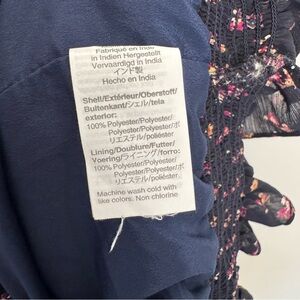 Fabriqué en Inde
in Indien Hergestellt
Vervaardigd in India
インド製
Hecho en India
Shell/Extérieur/Oberstoff/
Buitenkant/シェル/tela
exterior:
100% Polyester/Polyester/
Polyester/Polyester/ポ
リエステル/poliéster
Lining/Doublure/Futter/
Voering/ライニング/forro:
100% Polyester/Polyester/
Polyester/Polyester/ポ
リエステル/poliéster
Machine wash cold with
like colors. Non chlorine